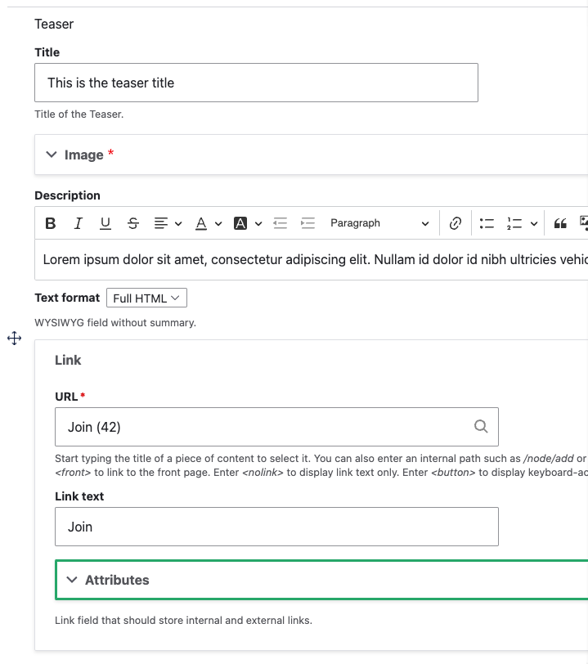 Teaser
Title
This is the teaser title
Title of the Teaser.
Image *
Description
B I U S A A Paragraph
Lorem ipsum dolor sit amet, consectetur adipiscing elit. Nullam id dolor id nibh ultricies
Text format Full HTML
WYSIWYG field without summary.
Link
URL*
Join (42)
Start typing the title of a piece of content to select it. You can also enter an internal path such as /node/add or
<front> to link to the front page. Enter <nolink> to display link text only. Enter <button> to display
Link text
Join
Attributes
Link field that should store internal and external links.